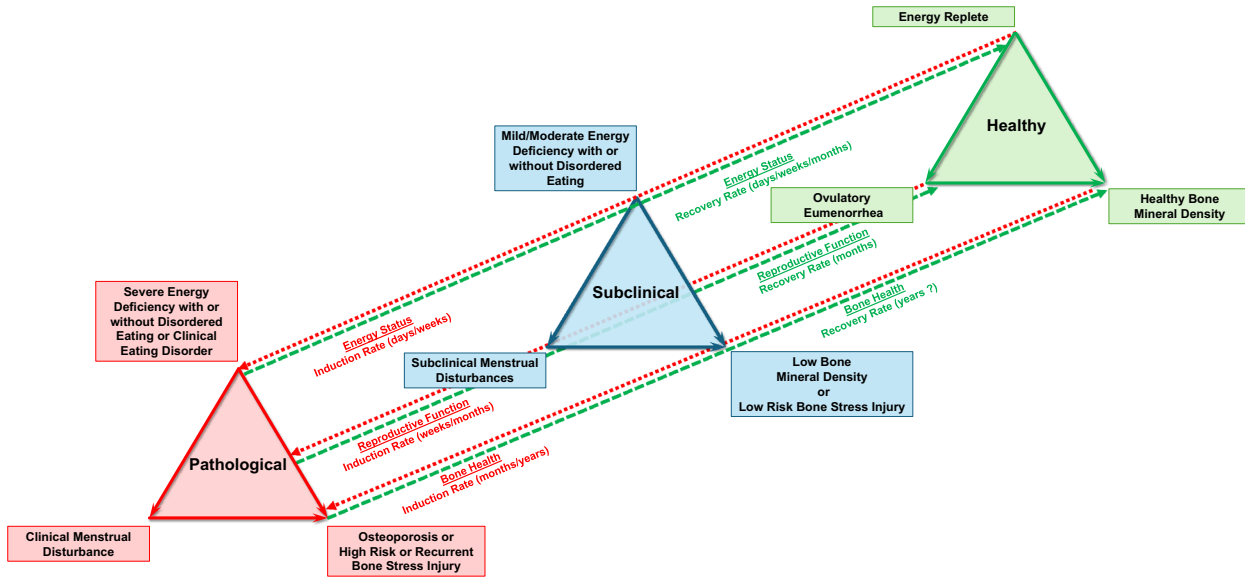 Energy Replete
Healthy
Mild/Moderate Energy
Deficiency with or
without Disordered
Eating
Energy Status
Recovery Rate (days/weeks/months)
Ovulatory
Eumenorrhea
Healthy Bone
Mineral Density
Reproductive Function
Recovery Rate (months)
Subclinical
Bone Health
Recovery Rate (years ?)
Severe Energy
Deficiency with or
without Disordered
Eating or Clinical
Eating Disorder
Energy Status
Induction Rate (days/weeks)
Subclinical Menstrual
Disturbances
Low Bone
Mineral Density
or
Low Risk Bone Stress Injury
Reproductive Function
Induction Rate (weeks/months)
Pathological
Bone Health
Induction Rate (months/years)
Clinical Menstrual
Disturbance
Osteoporosis or
High Risk or Recurrent
Bone Stress Injury